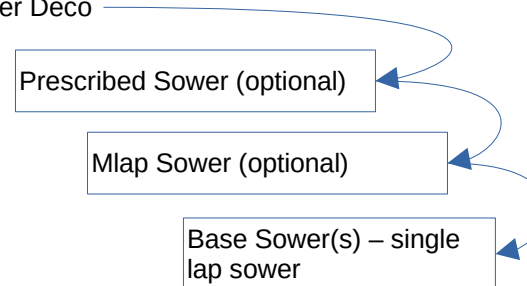 er Deco
Prescribed Sower (optional)
Mlap Sower (optional)
Base Sower(s) – single
lap sower